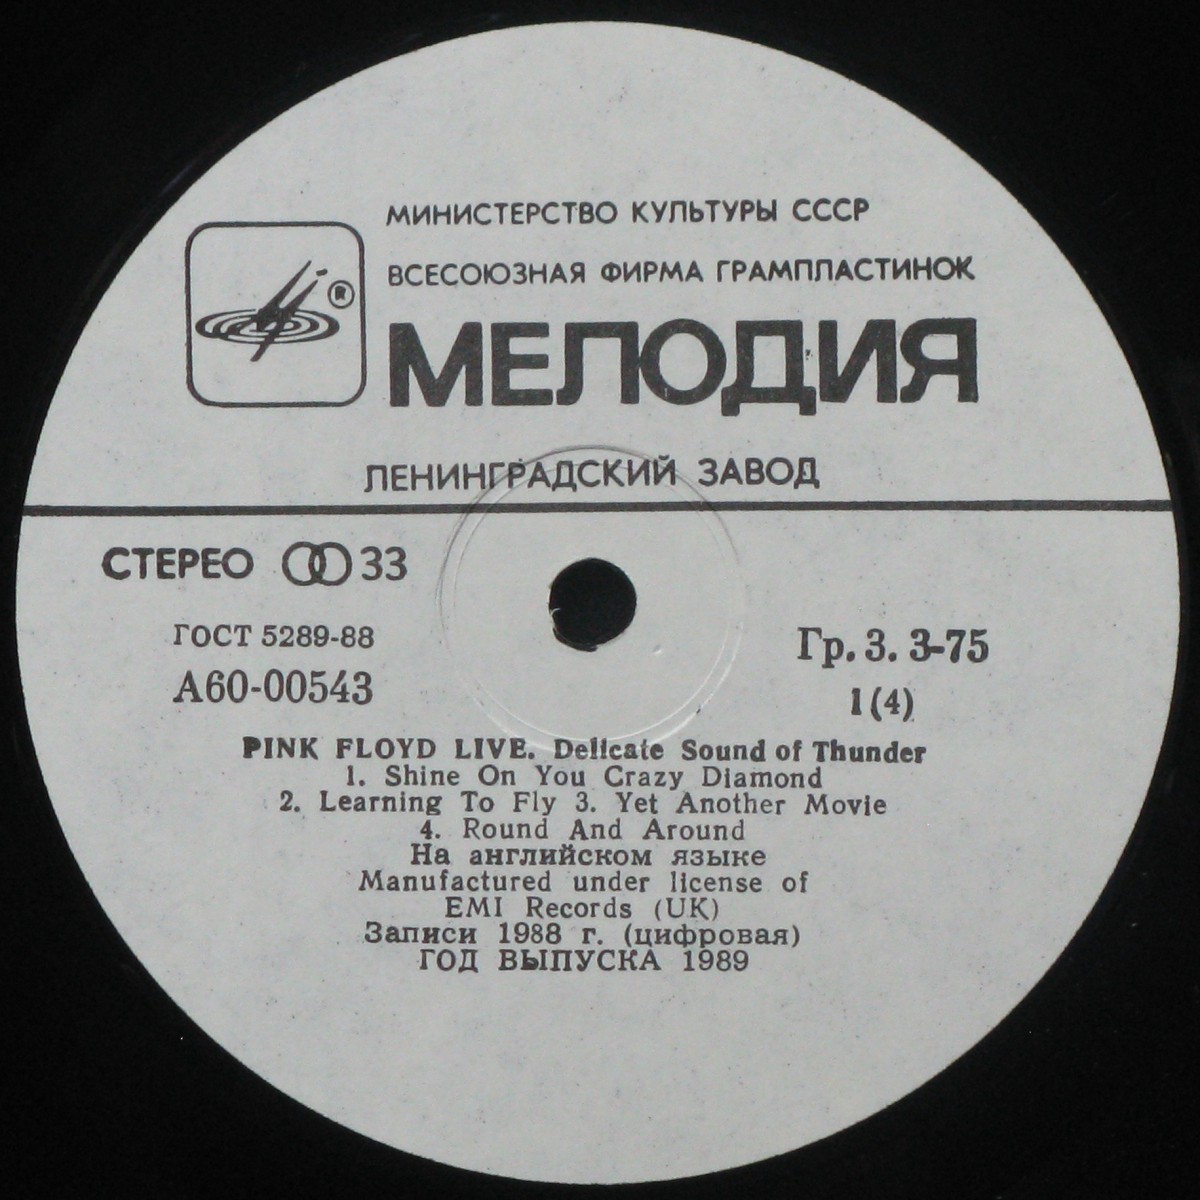 МИНИСТЕРСТВО КУЛЬТУРЫ СССР
ВСЕСОЮЗНАЯ ФИРМА ГРАМПЛАСТИНОК
®
МЕЛОДИЯ
ЛЕНИНГРАДСКИЙ ЗАВОД
СТЕРЕО 33
ГОСТ 5289-88
А60-00543
Гр. 3. 3-75
1(4)
PINK FLOYD LIVE. Delicate Sound of Thunder
1. Shine On You Crazy Diamond
2. Learning To Fly 3. Yet Another Movie
4. Round And Around
На английском языке
Manufactured under license of
EMI Records (UK)
Записи 1988 г. (цифровая)
ГОД ВЫПУСКА 1989